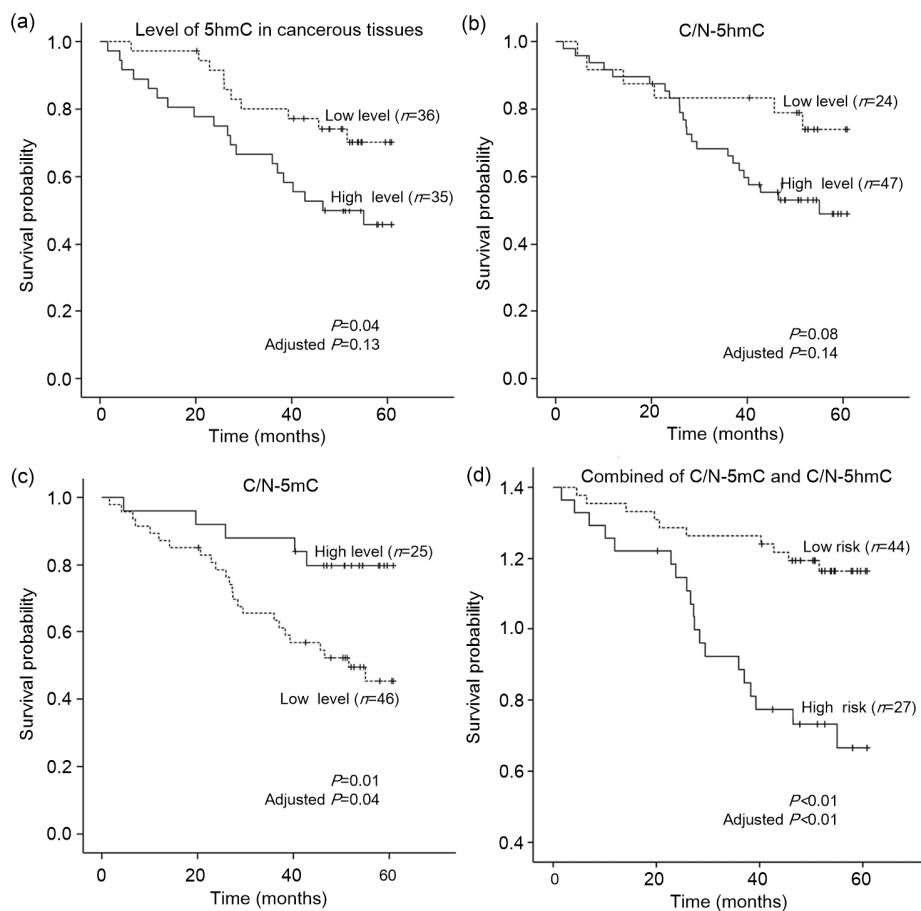 (a)
Level of 5hmC in cancerous tissues
1.0
0.8
0.6
0.4
0.2
0.0
Survival probability
Low level (n=36)
High level (n=35)
P=0.04
Adjusted P=0.13
0 20 40 60
Time (months)
(b)
C/N-5hmC
1.0
0.8
0.6
0.4
0.2
0.0
Survival probability
Low level (n=24)
High level (n=47)
P=0.08
Adjusted P=0.14
0 20 40 60
Time (months)
(c)
C/N-5mC
1.0
0.8
0.6
0.4
0.2
0.0
Survival probability
High level (n=25)
Low level (n=46)
P=0.01
Adjusted P=0.04
0 20 40 60
Time (months)
(d)
Combined of C/N-5mC and C/N-5hmC
1.4
1.2
1.0
0.8
0.6
0.4
Survival probability
Low risk (n=44)
High risk (n=27)
P<0.01
Adjusted P<0.01
0 20 40 60
Time (months)